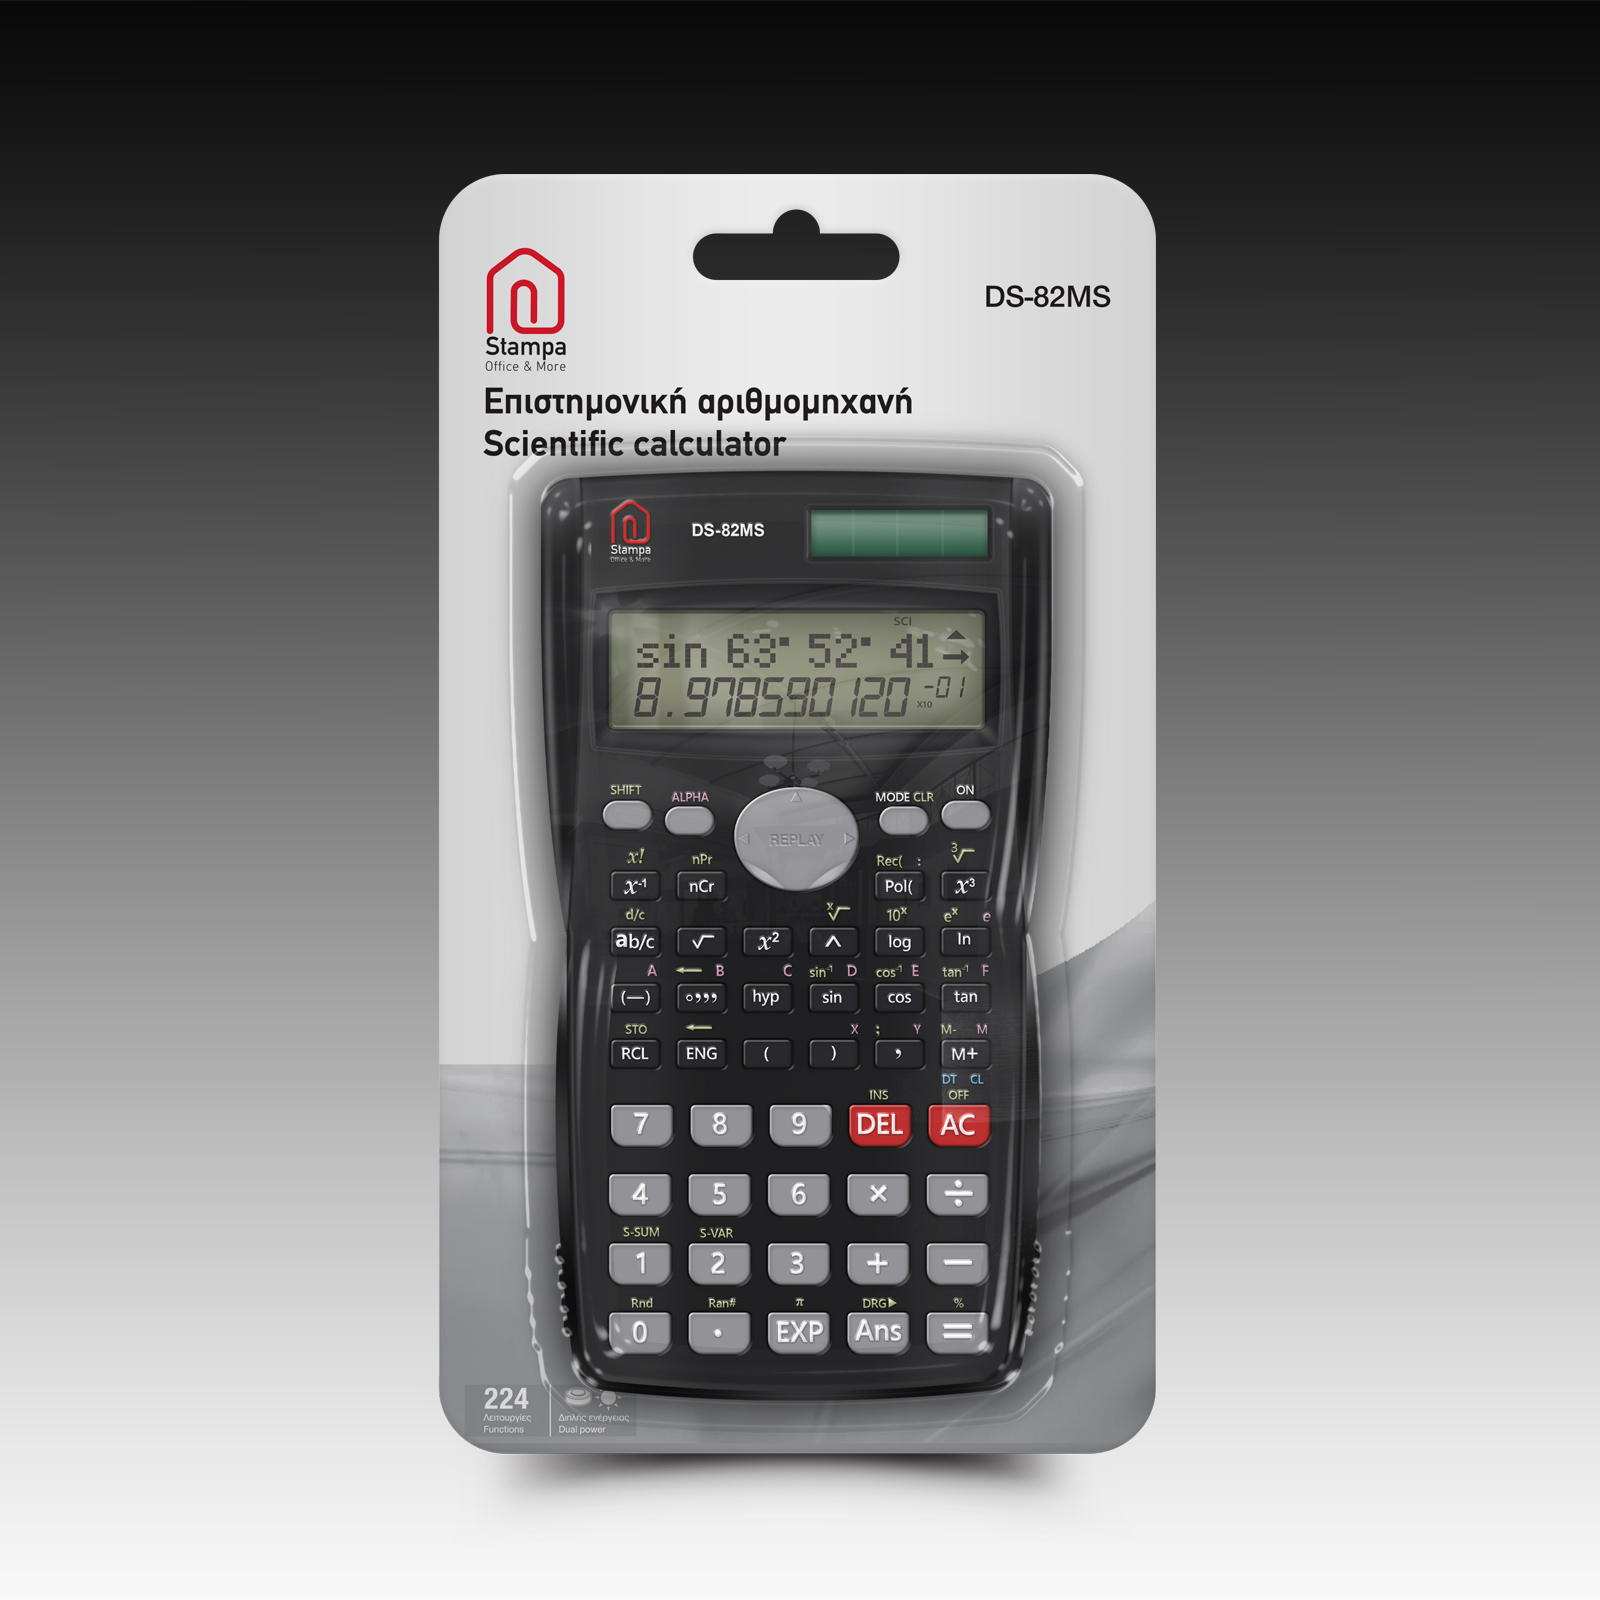 DS-82MS
Stampa
Office & More
Επιστημονική αριθμομηχανή
Scientific calculator
Stampa
Office & More
DS-82MS
SCI
sin 63° 52° 41→
8.978590120 -01
x10
SHIFT ALPHA MODE CLR ON
REPLAY
x! nPr Rec( : ³√
x⁻¹ nCr Pol( x³
d/c ˣ√ 10ˣ eˣ e
ab/c √ x² ^ log ln
A ← B C sin⁻¹ D cos⁻¹ E tan⁻¹ F
(—) °,,, hyp sin cos tan
STO ← X ; Y M- M
RCL ENG ( ) , M+
DT CL
INS OFF
7 8 9 DEL AC
4 5 6 × ÷
S-SUM S-VAR
1 2 3 + −
Rnd Ran# π DRG▶ %
0 . EXP Ans =
224
Λειτουργίες
Functions
Διπλής ενέργειας
Dual power